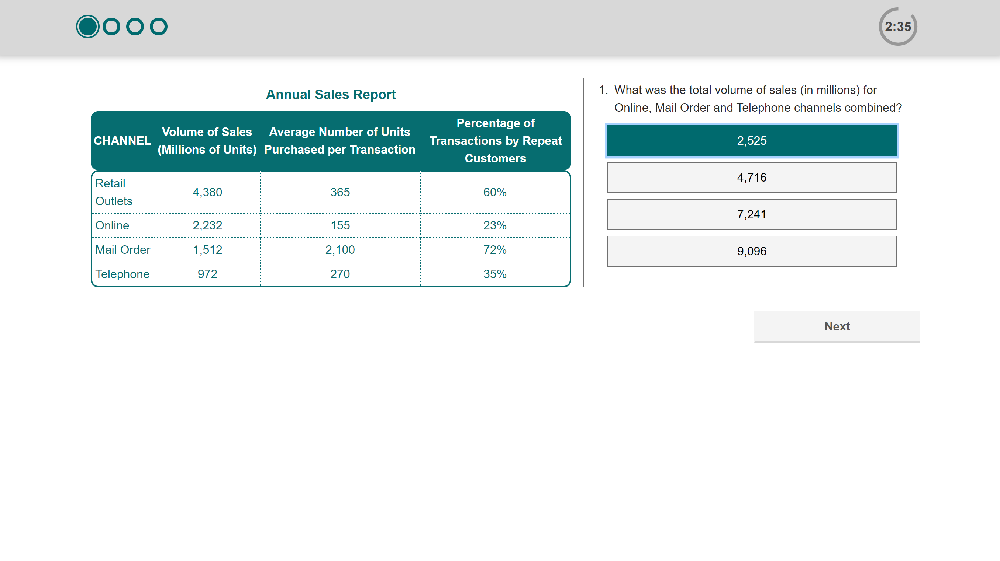 2:35
Annual Sales Report
CHANNEL Volume of Sales (Millions of Units) Average Number of Units Purchased per Transaction Percentage of Transactions by Repeat Customers
Retail Outlets 4,380 365 60%
Online 2,232 155 23%
Mail Order 1,512 2,100 72%
Telephone 972 270 35%
1. What was the total volume of sales (in millions) for
Online, Mail Order and Telephone channels combined?
2,525
4,716
7,241
9,096
Next